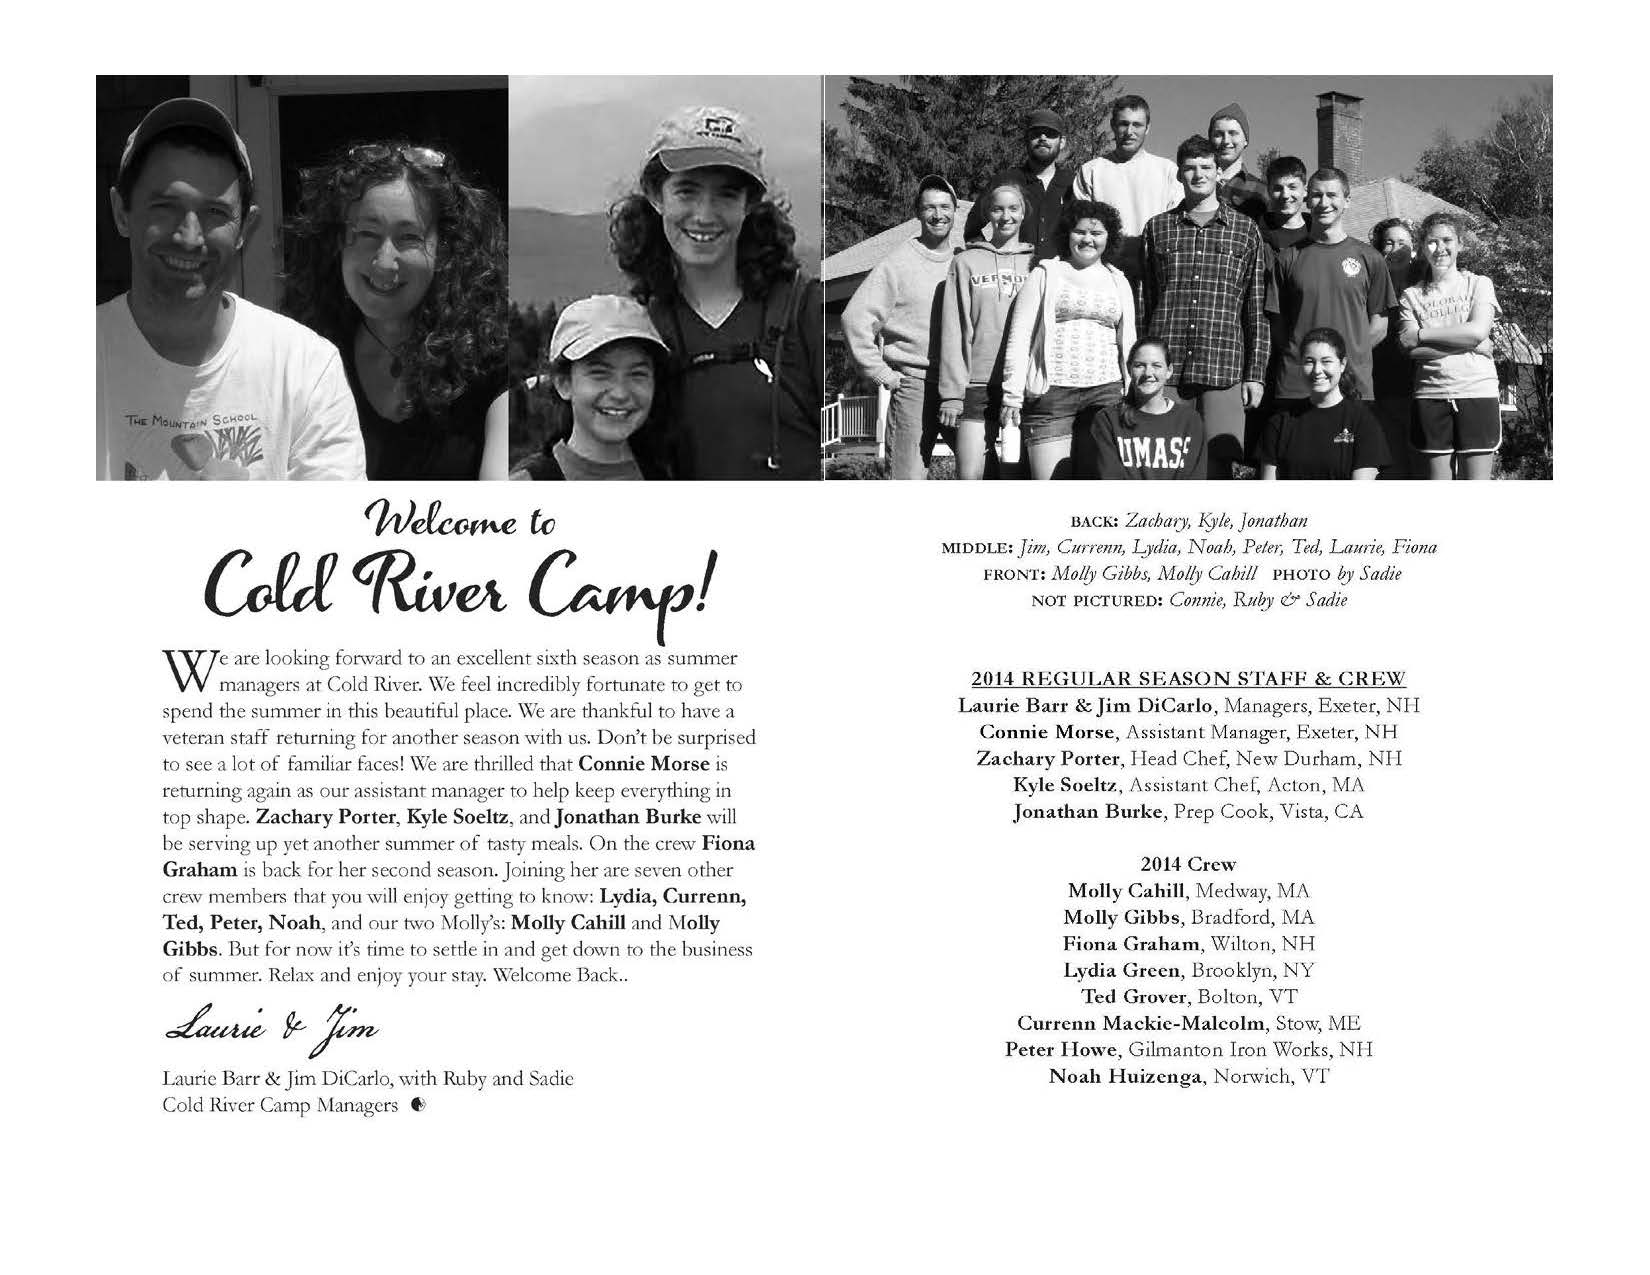 THE MOUNTAIN SCHOOL
VERMO
UMASS
COLORADO
COLLEGE
Welcome to
Cold River Camp!
We are looking forward to an excellent sixth season as summer
managers at Cold River. We feel incredibly fortunate to get to
spend the summer in this beautiful place. We are thankful to have a
veteran staff returning for another season with us. Don't be surprised
to see a lot of familiar faces! We are thrilled that Connie Morse is
returning again as our assistant manager to help keep everything in
top shape. Zachary Porter, Kyle Soeltz, and Jonathan Burke will
be serving up yet another summer of tasty meals. On the crew Fiona
Graham is back for her second season. Joining her are seven other
crew members that you will enjoy getting to know: Lydia, Currenn,
Ted, Peter, Noah, and our two Molly's: Molly Cahill and Molly
Gibbs. But for now it's time to settle in and get down to the business
of summer. Relax and enjoy your stay. Welcome Back..
Laurie & Jim
Laurie Barr & Jim DiCarlo, with Ruby and Sadie
Cold River Camp Managers
BACK: Zachary, Kyle, Jonathan
MIDDLE: Jim, Currenn, Lydia, Noah, Peter, Ted, Laurie, Fiona
FRONT: Molly Gibbs, Molly Cahill PHOTO by Sadie
NOT PICTURED: Connie, Ruby & Sadie
2014 REGULAR SEASON STAFF & CREW
Laurie Barr & Jim DiCarlo, Managers, Exeter, NH
Connie Morse, Assistant Manager, Exeter, NH
Zachary Porter, Head Chef, New Durham, NH
Kyle Soeltz, Assistant Chef, Acton, MA
Jonathan Burke, Prep Cook, Vista, CA
2014 Crew
Molly Cahill, Medway, MA
Molly Gibbs, Bradford, MA
Fiona Graham, Wilton, NH
Lydia Green, Brooklyn, NY
Ted Grover, Bolton, VT
Currenn Mackie-Malcolm, Stow, ME
Peter Howe, Gilmanton Iron Works, NH
Noah Huizenga, Norwich, VT